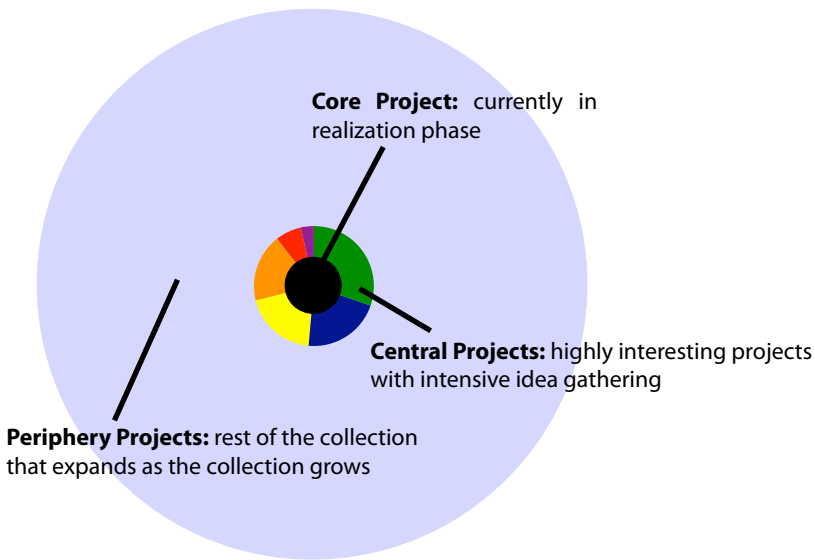 Core Project: currently in
realization phase
Central Projects: highly interesting projects
with intensive idea gathering
Periphery Projects: rest of the collection
that expands as the collection grows